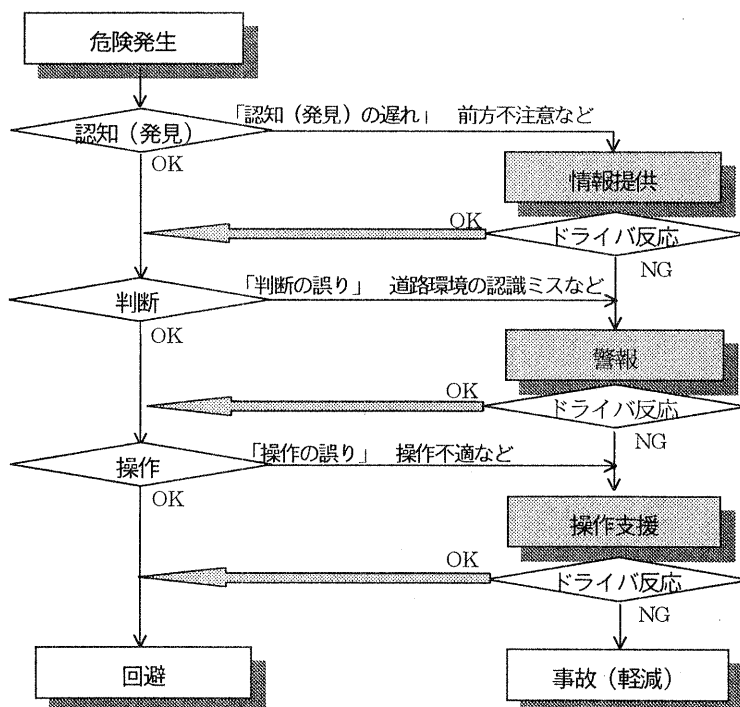 危険発生
「認知（発見）の遅れ」　前方不注意など
認知（発見）
OK
情報提供
OK
ドライバ反応
NG
「判断の誤り」　道路環境の認識ミスなど
判断
OK
警報
OK
ドライバ反応
NG
「操作の誤り」　操作不適など
操作
OK
操作支援
OK
ドライバ反応
NG
回避
事故（軽減）